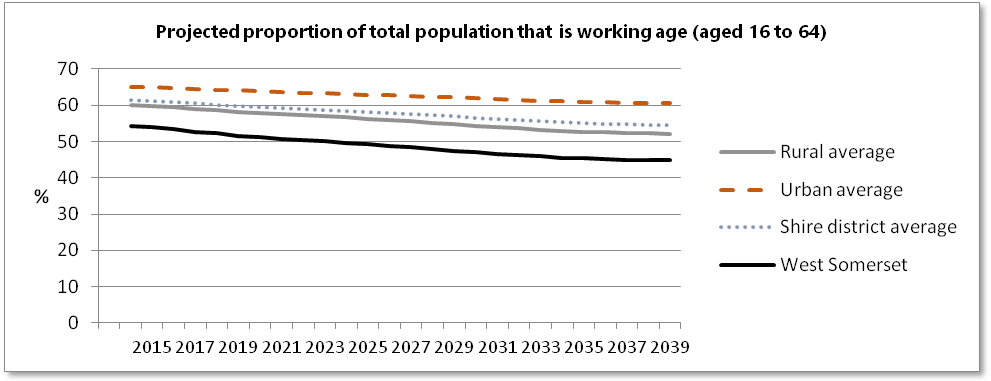 Projected proportion of total population that is working age (aged 16 to 64)
70
60
50
40
30
20
10
0
%
2015 2017 2019 2021 2023 2025 2027 2029 2031 2033 2035 2037 2039
Rural average
Urban average
Shire district average
West Somerset